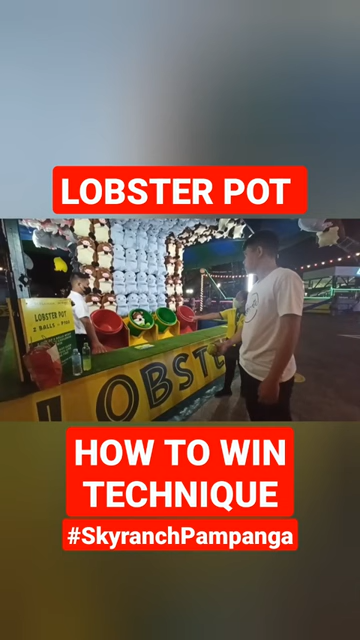 LOBSTER POT
LOBSTER
POT
2 BALLS
LOBSTE
HOW TO WIN
TECHNIQUE
#SkyranchPampanga